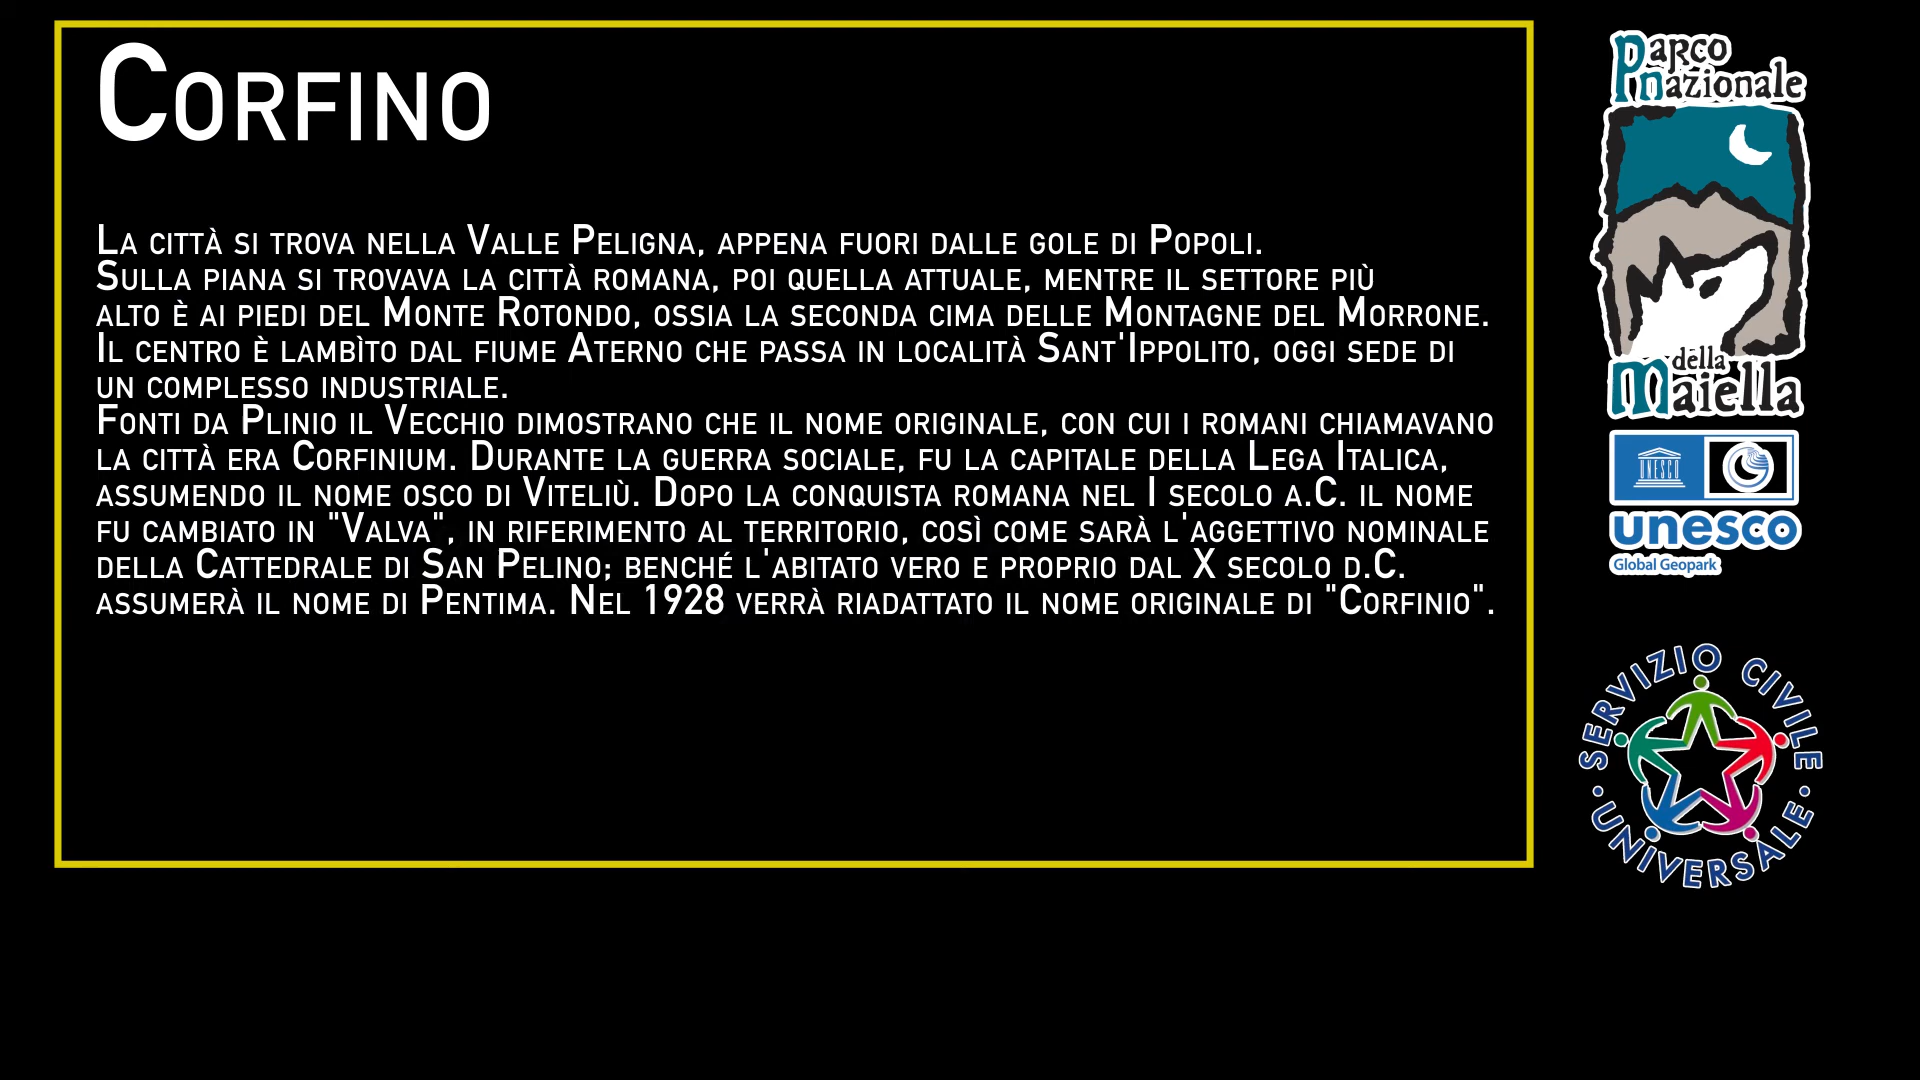 Corfino
La città si trova nella Valle Peligna, appena fuori dalle gole di Popoli.
Sulla piana si trovava la città romana, poi quella attuale, mentre il settore più
alto è ai piedi del Monte Rotondo, ossia la seconda cima delle Montagne del Morrone.
Il centro è lambìto dal fiume Aterno che passa in località Sant'Ippolito, oggi sede di
un complesso industriale.
Fonti da Plinio il Vecchio dimostrano che il nome originale, con cui i romani chiamavano
la città era Corfinium. Durante la guerra sociale, fu la capitale della Lega Italica,
assumendo il nome osco di Viteliù. Dopo la conquista romana nel I secolo a.C. il nome
fu cambiato in "Valva", in riferimento al territorio, così come sarà l'aggettivo nominale
della Cattedrale di San Pelino; benché l'abitato vero e proprio dal X secolo d.C.
assumerà il nome di Pentima. Nel 1928 verrà riadattato il nome originale di "Corfinio".
Parco
nazionale
della
Maiella
UNESCO
unesco
Global Geopark
SERVIZIO CIVILE
UNIVERSALE